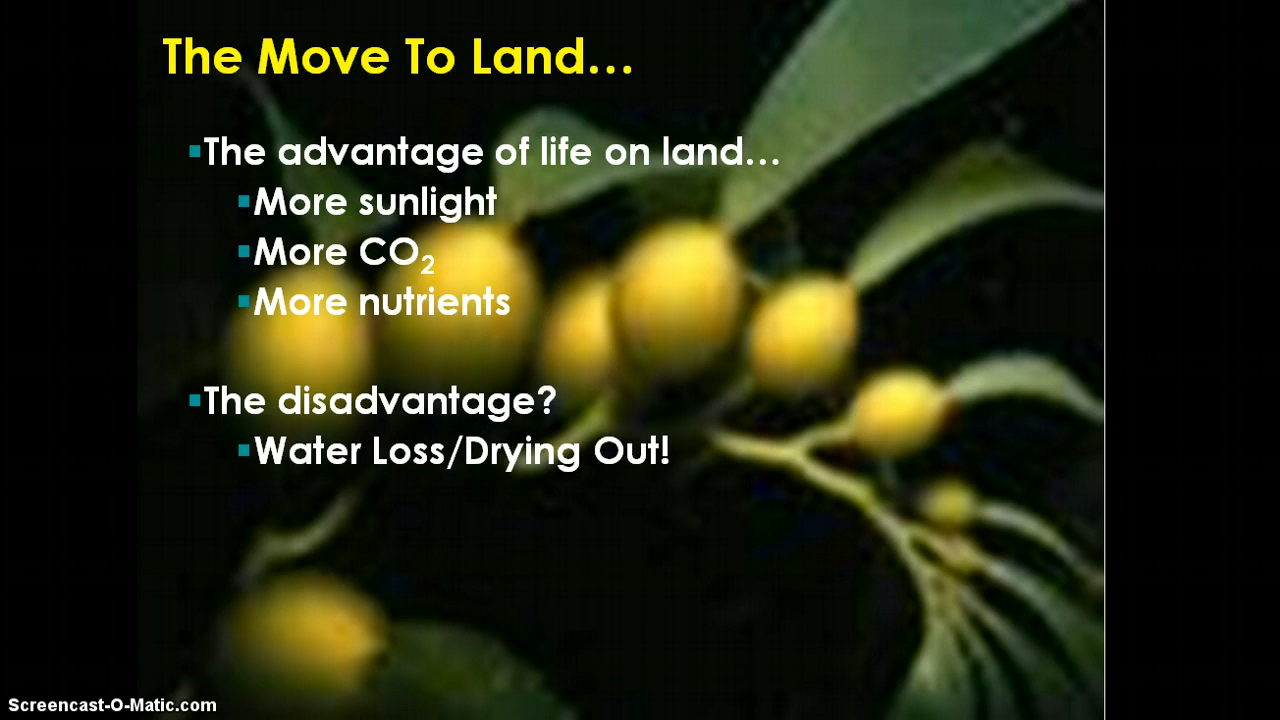 The Move To Land...
▪The advantage of life on land...
▪More sunlight
▪More CO₂
▪More nutrients
▪The disadvantage?
▪Water Loss/Drying Out!
Screencast-O-Matic.com